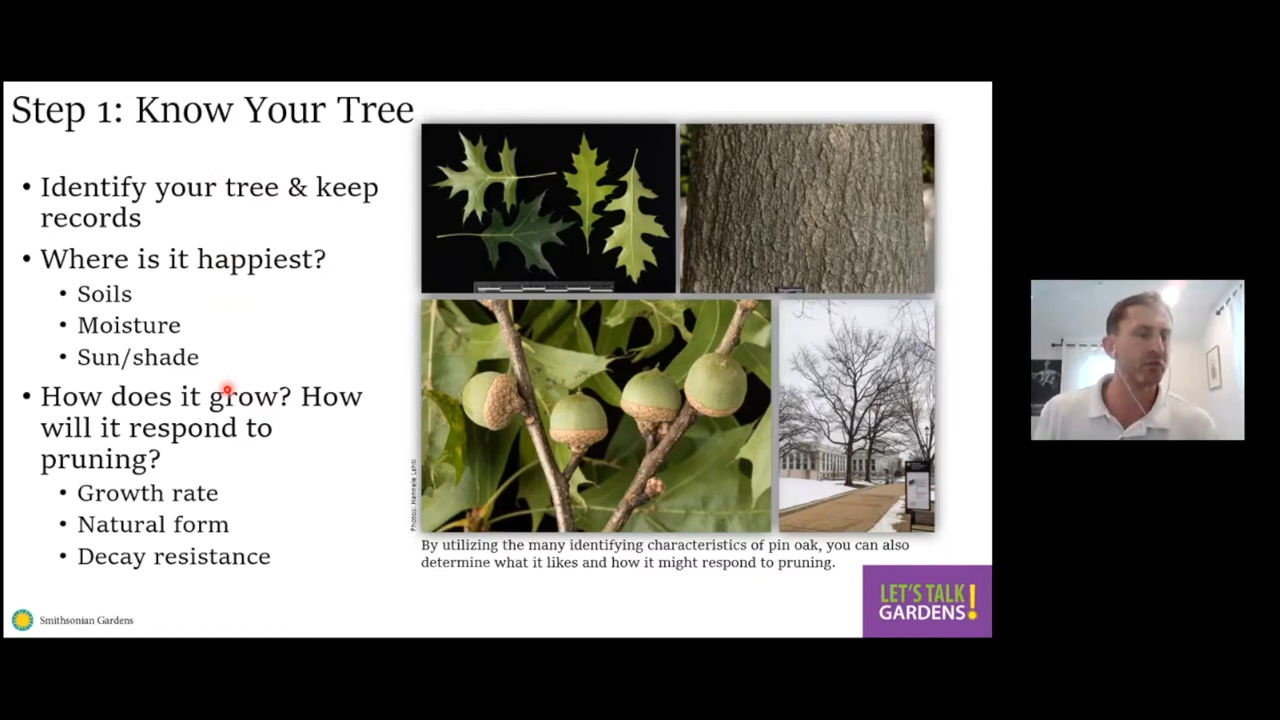 Step 1: Know Your Tree
• Identify your tree & keep
records
• Where is it happiest?
• Soils
• Moisture
• Sun/shade
• How does it grow? How
will it respond to
pruning?
• Growth rate
• Natural form
• Decay resistance
Photos: Hannele Lahti
By utilizing the many identifying characteristics of pin oak, you can also
determine what it likes and how it might respond to pruning.
Smithsonian Gardens
LET'S TALK
GARDENS!